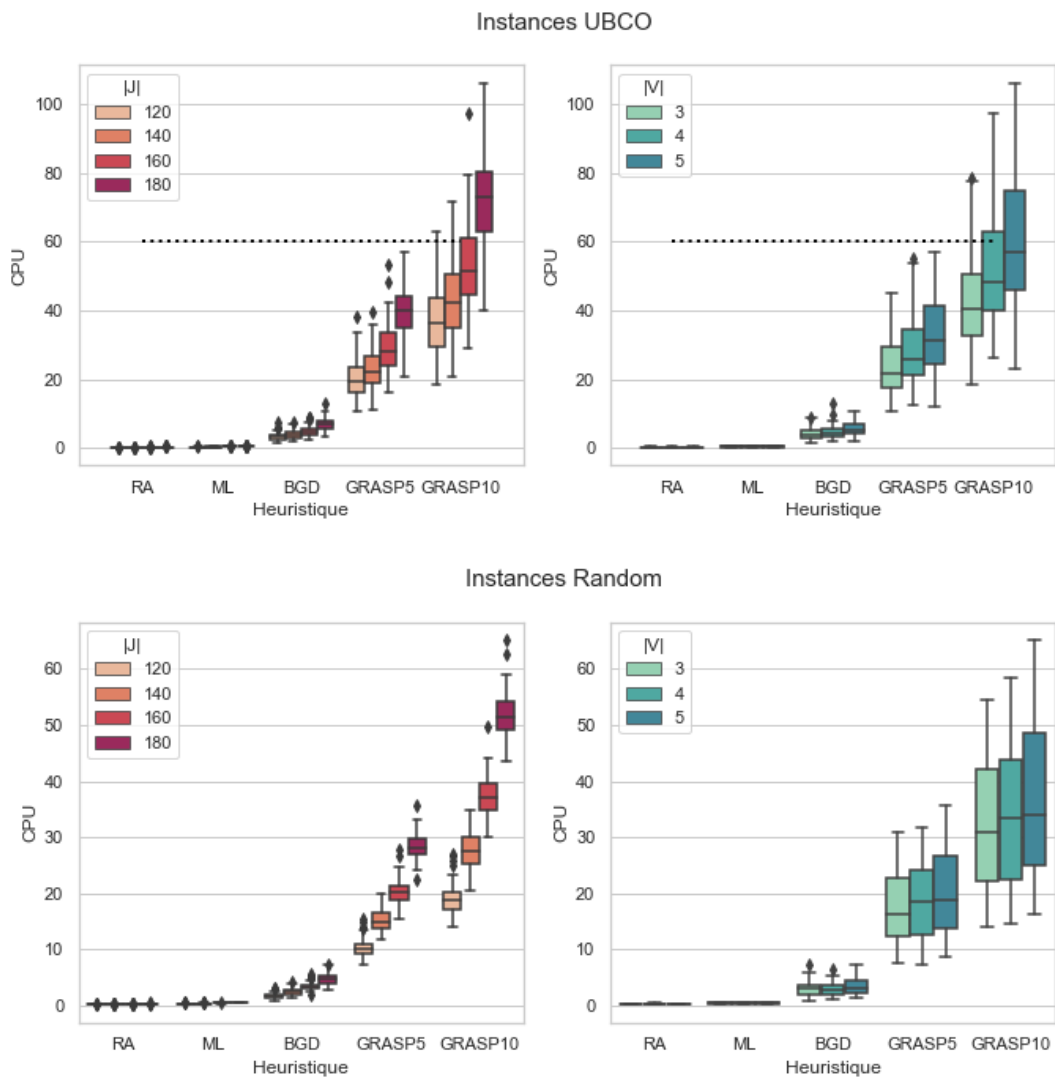 Instances UBCO
|J|
120
140
160
180
100
80
60
40
20
0
CPU
RA ML BGD GRASP5 GRASP10
Heuristique
|V|
3
4
5
100
80
60
40
20
0
CPU
RA ML BGD GRASP5 GRASP10
Heuristique
Instances Random
|J|
120
140
160
180
60
50
40
30
20
10
0
CPU
RA ML BGD GRASP5 GRASP10
Heuristique
|V|
3
4
5
60
50
40
30
20
10
0
CPU
RA ML BGD GRASP5 GRASP10
Heuristique